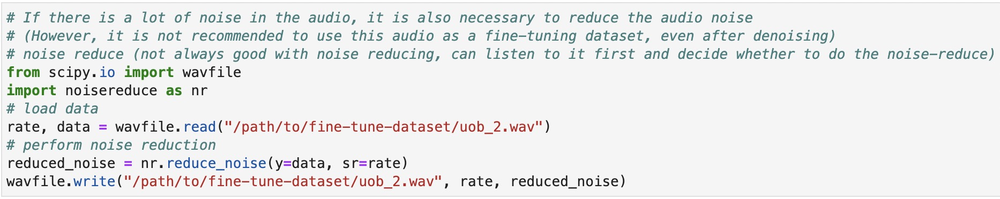 # If there is a lot of noise in the audio, it is also necessary to reduce the audio noise
# (However, it is not recommended to use this audio as a fine-tuning dataset, even after denoising)
# noise reduce (not always good with noise reducing, can listen to it first and decide whether to do the noise-reduce)
from scipy.io import wavfile
import noisereduce as nr
# load data
rate, data = wavfile.read("/path/to/fine-tune-dataset/uob_2.wav")
# perform noise reduction
reduced_noise = nr.reduce_noise(y=data, sr=rate)
wavfile.write("/path/to/fine-tune-dataset/uob_2.wav", rate, reduced_noise)